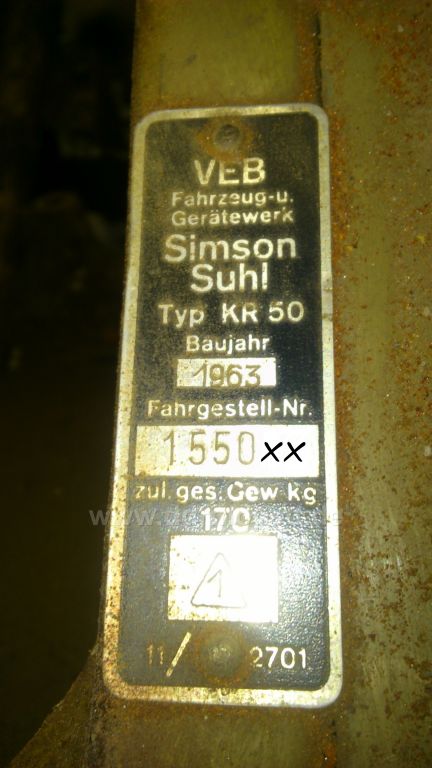 VEB
Fahrzeug-u.
Gerätewerk
Simson
Suhl
Typ KR 50
Baujahr
1963
Fahrgestell-Nr.
1550xx
zul.ges.Gew kg
170
1
11/ 2701